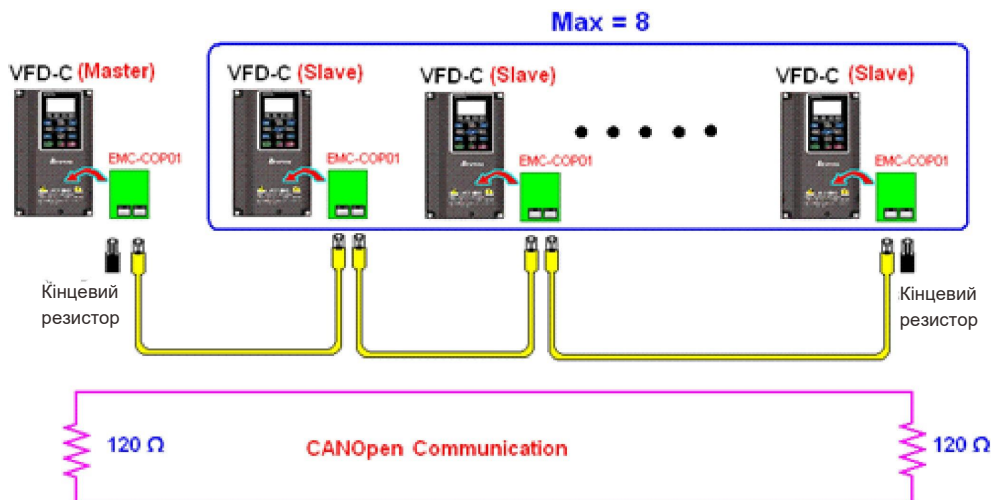 Max = 8
VFD-C (Master)
VFD-C (Slave)
VFD-C (Slave)
VFD-C (Slave)
EMC-COP01
EMC-COP01
EMC-COP01
EMC-COP01
Кінцевий
резистор
Кінцевий
резистор
120 Ω
CANOpen Communication
120 Ω